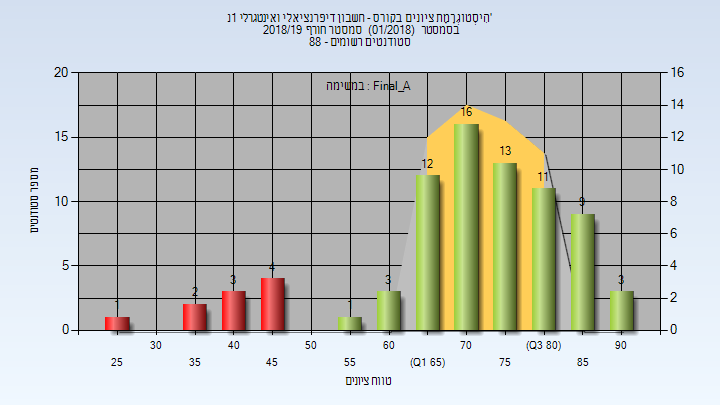 היסטוגרמת ציונים בקורס - חשבון דיפרנציאלי ואינטגרלי 1נ'
בסמסטר (01/2018) סמסטר חורף 2018/19
סטודנטים רשומים - 88
במשימה : Final_A
20 15 10 5 0
מספר סטודנטים
16 14 12 10 8 6 4 2 0
1 2 3 4 1 3 12 16 13 11 9 3
30 40 50 60 70 (Q3 80) 90
25 35 45 55 (Q1 65) 75 85
טווח ציונים